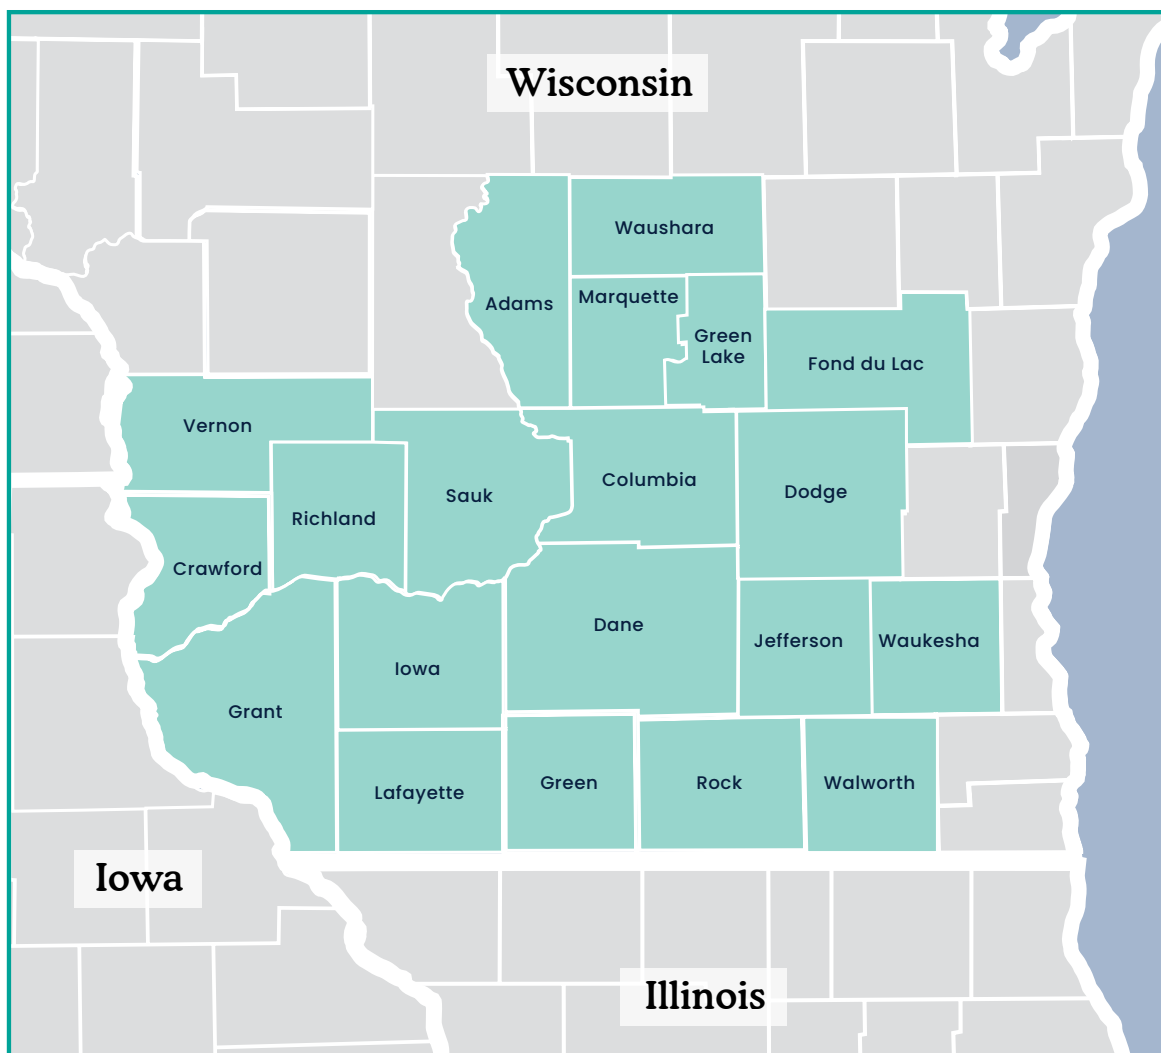 Wisconsin
Waushara
Adams
Marquette
Green
Lake
Fond du Lac
Vernon
Columbia
Dodge
Sauk
Richland
Crawford
Dane
Jefferson
Waukesha
Iowa
Grant
Lafayette
Green
Rock
Walworth
Iowa
Illinois